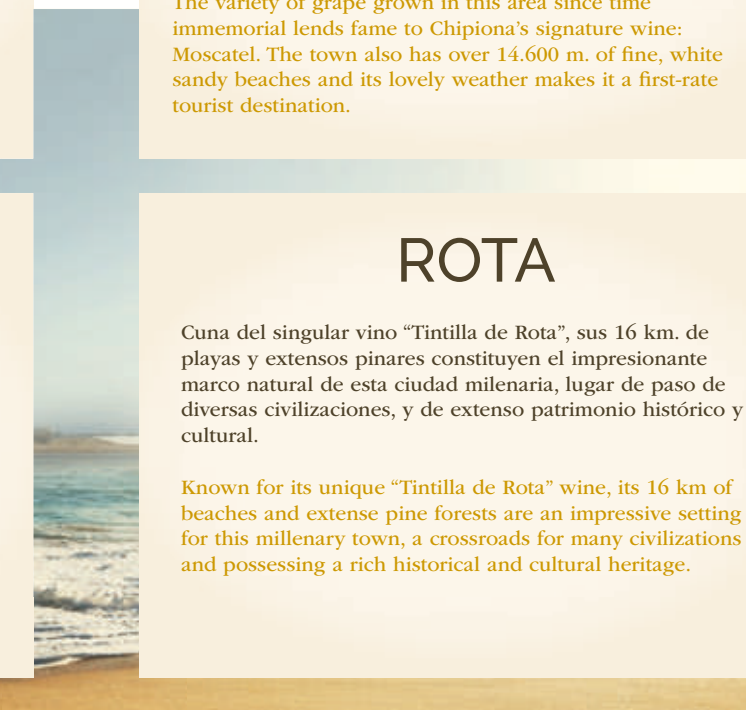 The variety of grape grown in this area since time
immemorial lends fame to Chipiona’s signature wine:
Moscatel. The town also has over 14.600 m. of fine, white
sandy beaches and its lovely weather makes it a first-rate
tourist destination.
ROTA
Cuna del singular vino “Tintilla de Rota”, sus 16 km. de
playas y extensos pinares constituyen el impresionante
marco natural de esta ciudad milenaria, lugar de paso de
diversas civilizaciones, y de extenso patrimonio histórico y
cultural.
Known for its unique “Tintilla de Rota” wine, its 16 km of
beaches and extense pine forests are an impressive setting
for this millenary town, a crossroads for many civilizations
and possessing a rich historical and cultural heritage.